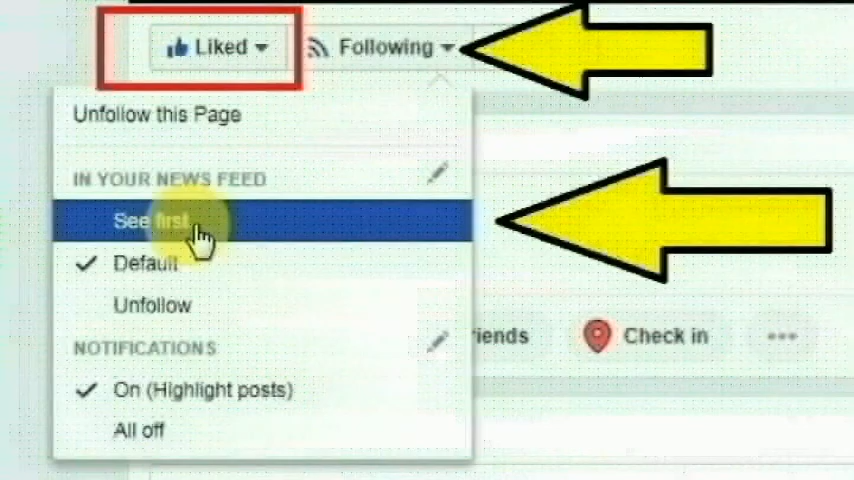 Liked
Following
Unfollow this Page
IN YOUR NEWS FEED
See first
Default
Unfollow
NOTIFICATIONS
riends
Check in
On (Highlight posts)
All off